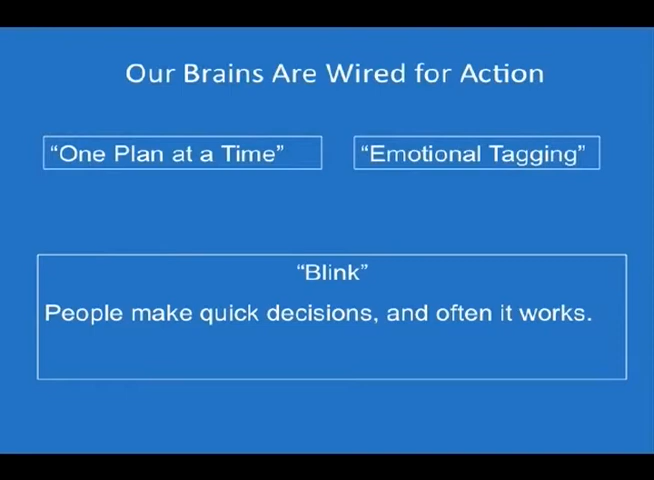 Our Brains Are Wired for Action
“One Plan at a Time”
“Emotional Tagging”
“Blink”
People make quick decisions, and often it works.